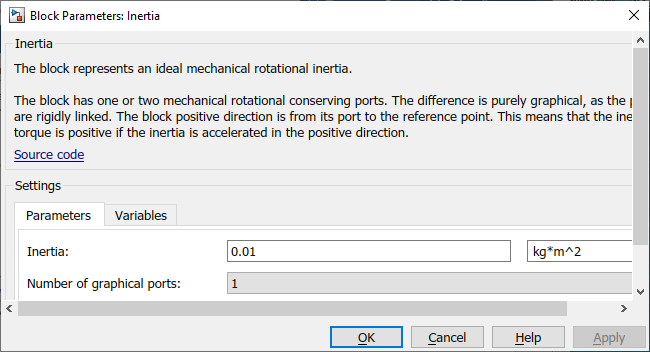 Block Parameters: Inertia
Inertia
The block represents an ideal mechanical rotational inertia.
The block has one or two mechanical rotational conserving ports. The difference is purely graphical, as the
are rigidly linked. The block positive direction is from its port to the reference point. This means that the
torque is positive if the inertia is accelerated in the positive direction.
Source code
Settings
Parameters Variables
Inertia: 0.01 kg*m^2
Number of graphical ports: 1
OK Cancel Help Apply